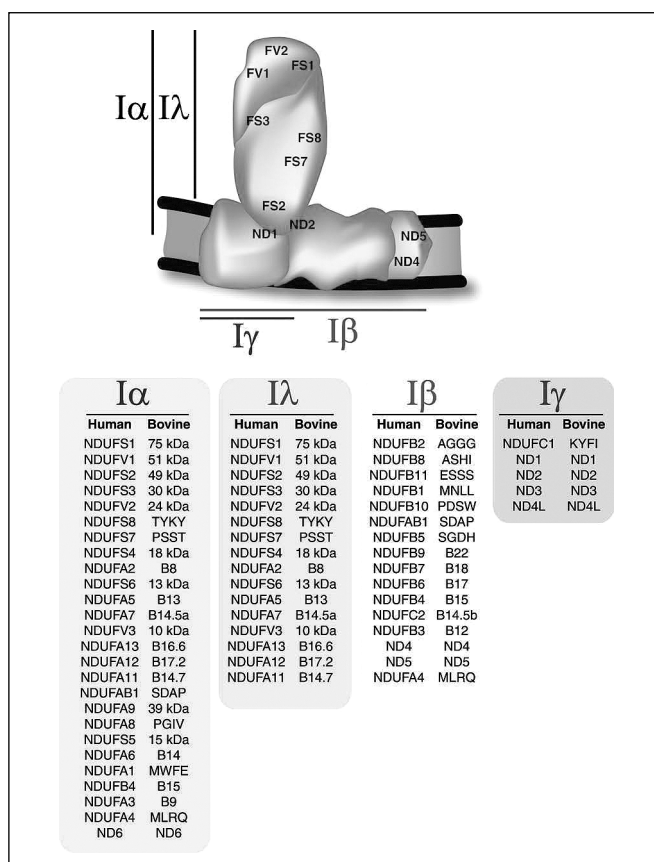 FV2
FV1 FS1
Iα Iλ
FS3
FS8
FS7
FS2
ND1 ND2
ND5
ND4
Iγ Iβ
Iα
Human Bovine
NDUFS1 75 kDa
NDUFV1 51 kDa
NDUFS2 49 kDa
NDUFS3 30 kDa
NDUFV2 24 kDa
NDUFS8 TYKY
NDUFS7 PSST
NDUFS4 18 kDa
NDUFA2 B8
NDUFS6 13 kDa
NDUFA5 B13
NDUFA7 B14.5a
NDUFV3 10 kDa
NDUFA13 B16.6
NDUFA12 B17.2
NDUFA11 B14.7
NDUFAB1 SDAP
NDUFA9 39 kDa
NDUFA8 PGIV
NDUFS5 15 kDa
NDUFA6 B14
NDUFA1 MWFE
NDUFB4 B15
NDUFA3 B9
NDUFA4 MLRQ
ND6 ND6
Iλ
Human Bovine
NDUFS1 75 kDa
NDUFV1 51 kDa
NDUFS2 49 kDa
NDUFS3 30 kDa
NDUFV2 24 kDa
NDUFS8 TYKY
NDUFS7 PSST
NDUFS4 18 kDa
NDUFA2 B8
NDUFS6 13 kDa
NDUFA5 B13
NDUFA7 B14.5a
NDUFV3 10 kDa
NDUFA13 B16.6
NDUFA12 B17.2
NDUFA11 B14.7
Iβ
Human Bovine
NDUFB2 AGGG
NDUFB8 ASHI
NDUFB11 ESSS
NDUFB1 MNLL
NDUFB10 PDSW
NDUFAB1 SDAP
NDUFB5 SGDH
NDUFB9 B22
NDUFB7 B18
NDUFB6 B17
NDUFB4 B15
NDUFC2 B14.5b
NDUFB3 B12
ND4 ND4
ND5 ND5
NDUFA4 MLRQ
Iγ
Human Bovine
NDUFC1 KYFI
ND1 ND1
ND2 ND2
ND3 ND3
ND4L ND4L